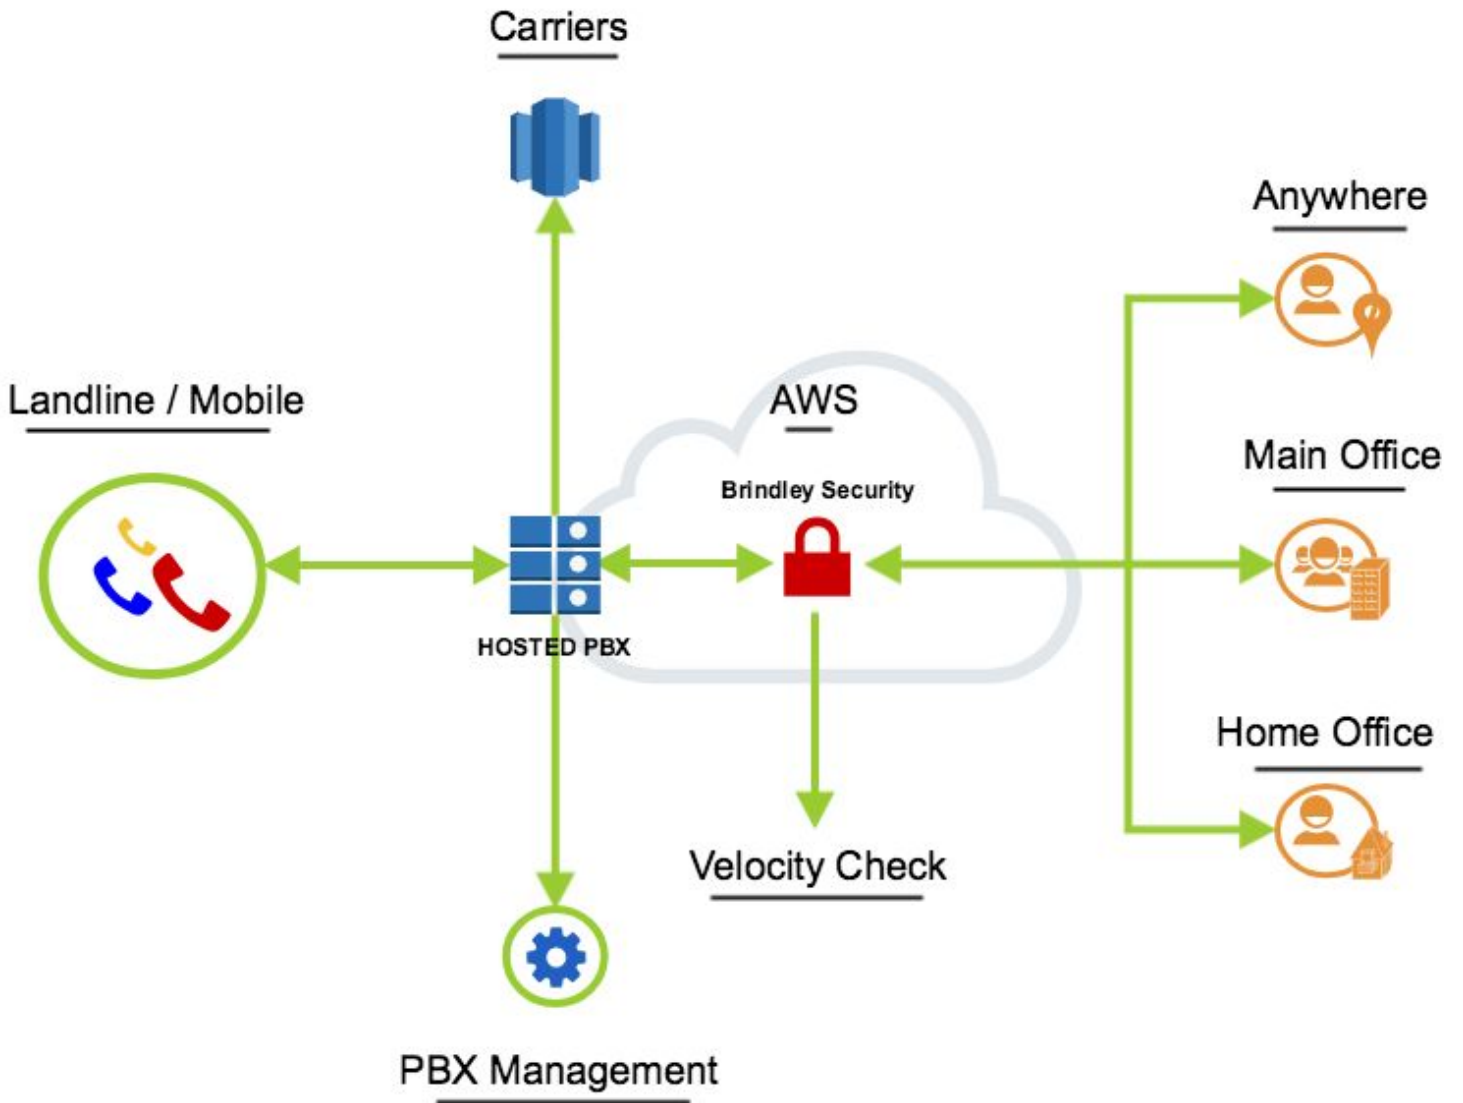 Carriers
Anywhere
Landline / Mobile
AWS
Main Office
Brindley Security
HOSTED PBX
Home Office
Velocity Check
PBX Management